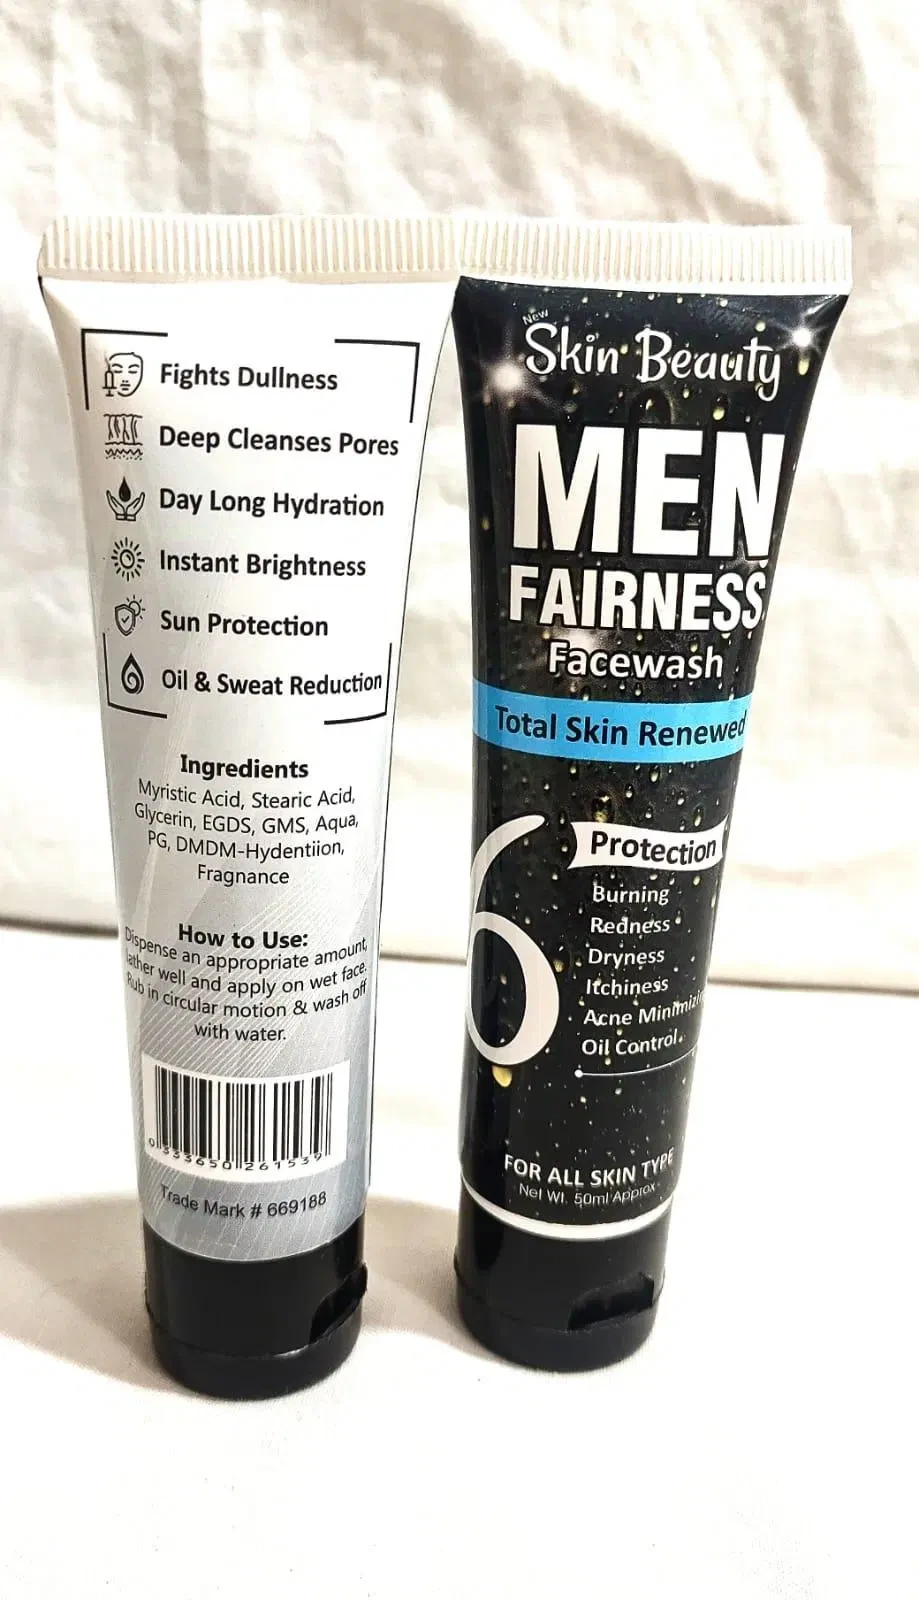 Fights Dullness
Deep Cleanses Pores
Day Long Hydration
Instant Brightness
Sun Protection
Oil & Sweat Reduction
Ingredients
Myristic Acid, Stearic Acid,
Glycerin, EGDS, GMS, Aqua,
PG, DMDM-Hydentiion,
Fragnance
How to Use:
Dispense an appropriate amount,
lather well and apply on wet face.
Rub in circular motion & wash off
with water.
0 333650 261539
Trade Mark # 669188
New
Skin Beauty
MEN
FAIRNESS
Facewash
Total Skin Renewed
6
Protection
Burning
Redness
Dryness
Itchiness
Acne Minimizin
Oil Control
FOR ALL SKIN TYPE
Net Wt. 50ml Approx